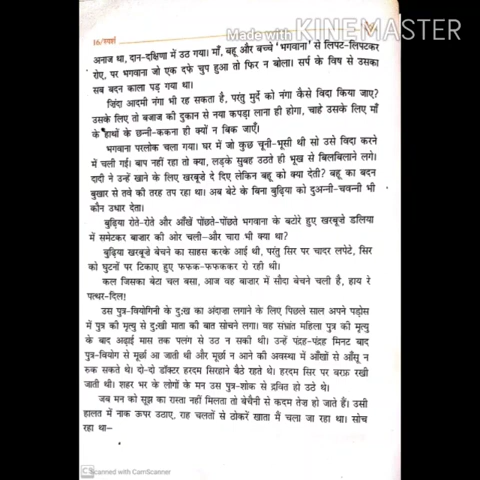 Made with KINEMASTER
16/स्पर्श
अनाज था, दान-दक्षिणा में उठ गया। माँ, बहू और बच्चे 'भगवाना' से लिपट-लिपटकर
रोए, पर भगवाना जो एक दफे चुप हुआ तो फिर न बोला। सर्प के विष से उसका
सब बदन काला पड़ गया था।
ज़िंदा आदमी नंगा भी रह सकता है, परंतु मुर्दे को नंगा कैसे विदा किया जाए?
उसके लिए तो बजाज की दुकान से नया कपड़ा लाना ही होगा, चाहे उसके लिए माँ
के हाथों के छन्नी-ककना ही क्यों न बिक जाएँ।
भगवाना परलोक चला गया। घर में जो कुछ चूनी-भूसी थी सो उसे विदा करने
में चली गई। बाप नहीं रहा तो क्या, लड़के सुबह उठते ही भूख से बिलबिलाने लगे।
दादी ने उन्हें खाने के लिए खरबूजे दे दिए लेकिन बहू को क्या देती? बहू का बदन
बुखार से तवे की तरह तप रहा था। अब बेटे के बिना बुढ़िया को दुअन्नी-चवन्नी भी
कौन उधार देता।
बुढ़िया रोते-रोते और आँखें पोंछते-पोंछते भगवाना के बटोरे हुए खरबूजे डलिया
में समेटकर बाज़ार की ओर चली–और चारा भी क्या था?
बुढ़िया खरबूजे बेचने का साहस करके आई थी, परंतु सिर पर चादर लपेटे, सिर
को घुटनों पर टिकाए हुए फफक-फफककर रो रही थी।
कल जिसका बेटा चल बसा, आज वह बाज़ार में सौदा बेचने चली है, हाय रे
पत्थर-दिल!
उस पुत्र-वियोगिनी के दुःख का अंदाज़ा लगाने के लिए पिछले साल अपने पड़ोस
में पुत्र की मृत्यु से दुःखी माता की बात सोचने लगा। वह संभ्रांत महिला पुत्र की मृत्यु
के बाद अढ़ाई मास तक पलंग से उठ न सकी थी। उन्हें पंद्रह-पंद्रह मिनट बाद
पुत्र-वियोग से मूर्छा आ जाती थी और मूर्छा न आने की अवस्था में आँखों से आँसू न
रुक सकते थे। दो-दो डॉक्टर हरदम सिरहाने बैठे रहते थे। हरदम सिर पर बरफ़ रखी
जाती थी। शहर भर के लोगों के मन उस पुत्र-शोक से द्रवित हो उठे थे।
जब मन को सूझ का रास्ता नहीं मिलता तो बेचैनी से कदम तेज़ हो जाते हैं। उसी
हालत में नाक ऊपर उठाए, राह चलतों से ठोकरें खाता मैं चला जा रहा था। सोच
रहा था–
CS Scanned with CamScanner